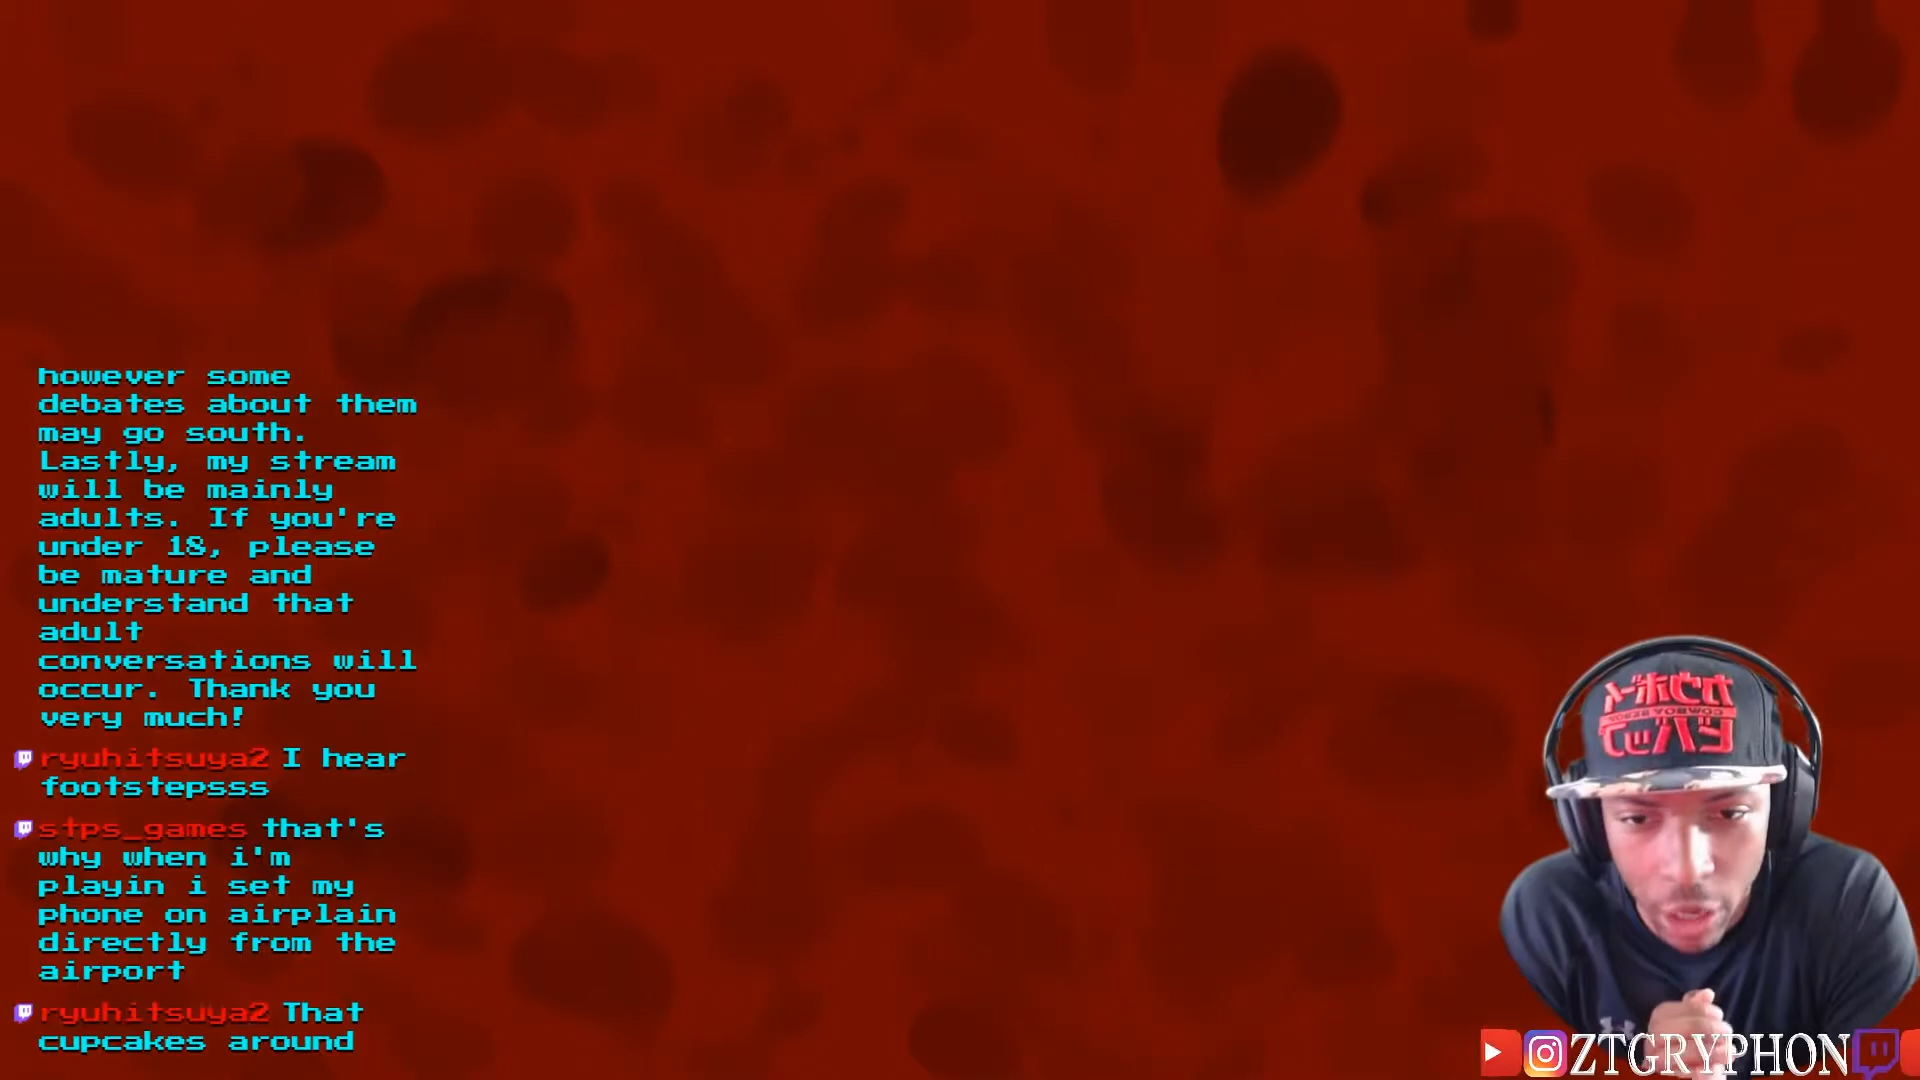 however some
debates about them
may go south.
Lastly, my stream
will be mainly
adults. If you're
under 18, please
be mature and
understand that
adult
conversations will
occur. Thank you
very much!
ryuhitsuya2 I hear
footstepsss
stps_games that's
why when i'm
playin i set my
phone on airplain
directly from the
airport
ryuhitsuya2 That
cupcakes around
COWBOY BEBOP
ZTGRYPHON